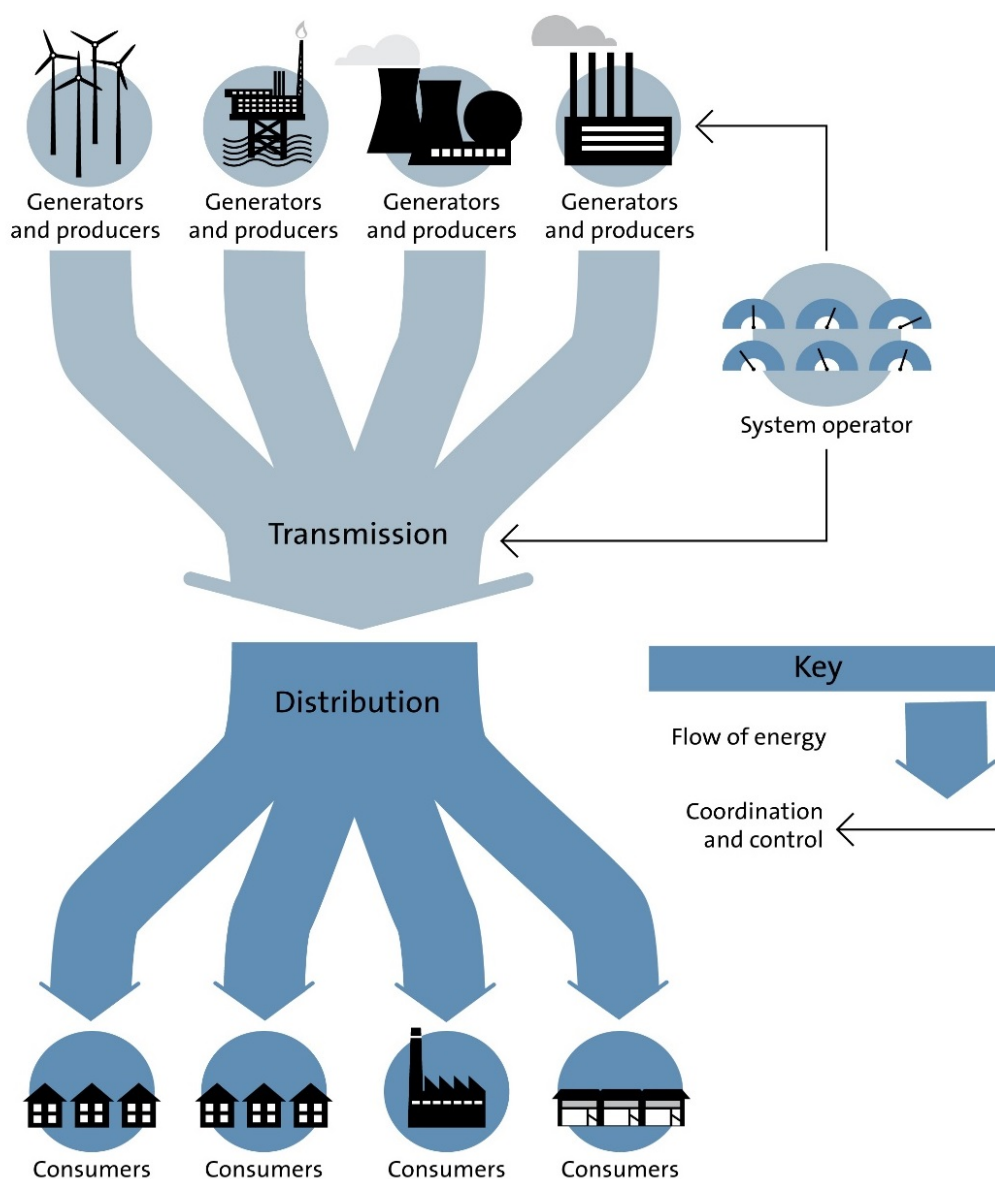 Generators
and producers
Generators
and producers
Generators
and producers
Generators
and producers
System operator
Transmission
Distribution
Key
Flow of energy
Coordination
and control
Consumers
Consumers
Consumers
Consumers